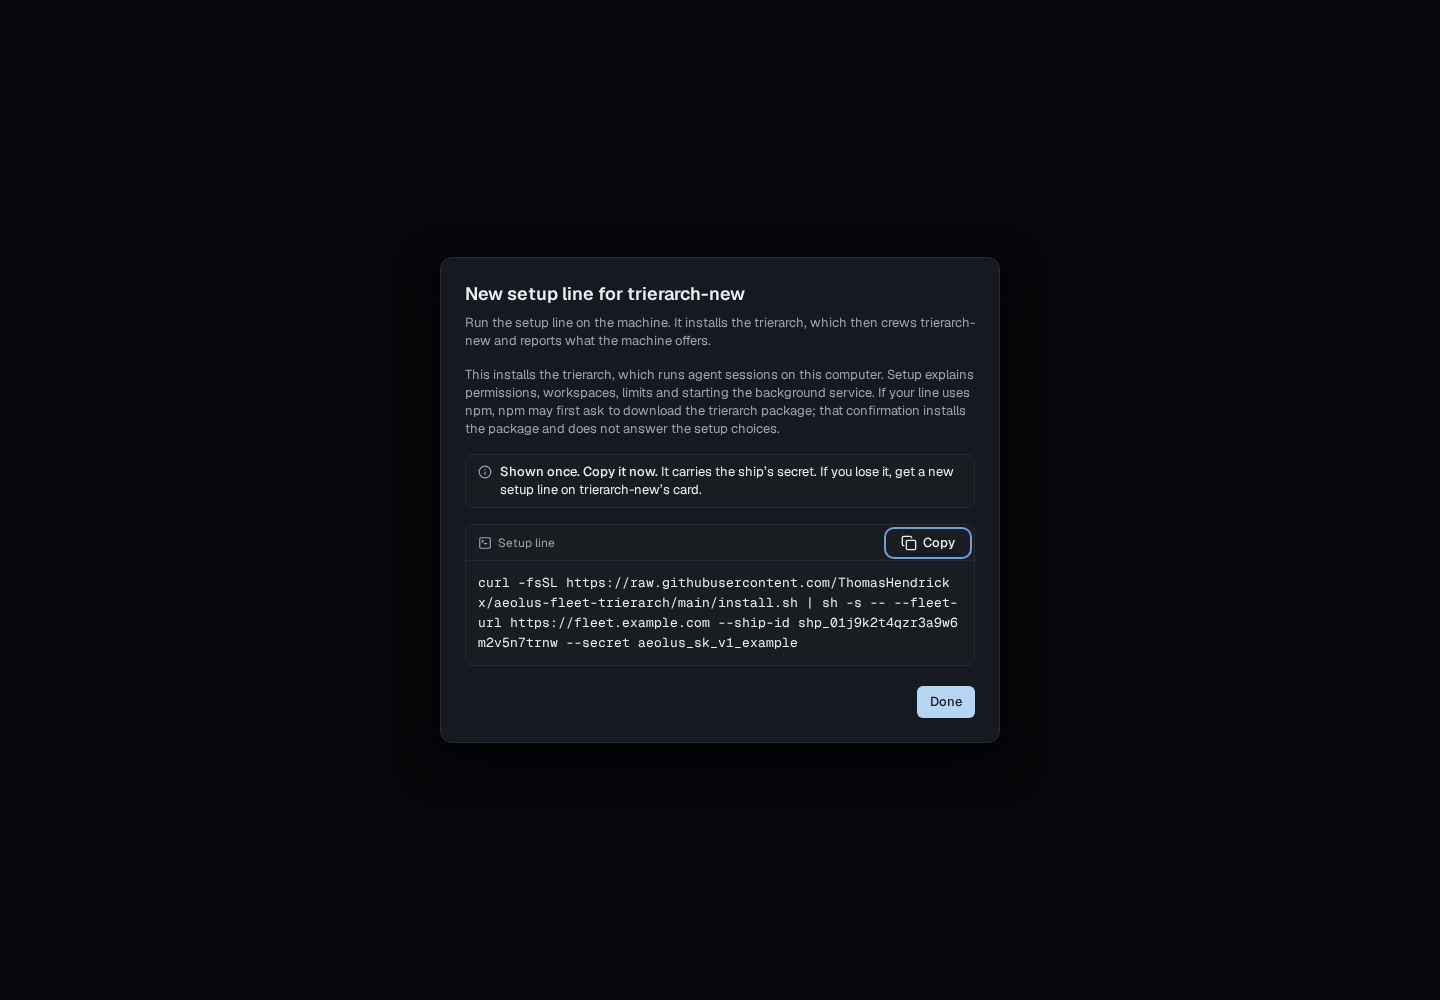 New setup line for trierarch-new
Run the setup line on the machine. It installs the trierarch, which then crews trierarch-
new and reports what the machine offers.
This installs the trierarch, which runs agent sessions on this computer. Setup explains
permissions, workspaces, limits and starting the background service. If your line uses
npm, npm may first ask to download the trierarch package; that confirmation installs
the package and does not answer the setup choices.
Shown once. Copy it now. It carries the ship’s secret. If you lose it, get a new
setup line on trierarch-new’s card.
Setup line
Copy
curl -fsSL https://raw.githubusercontent.com/ThomasHendrick
x/aeolus-fleet-trierarch/main/install.sh | sh -s -- --fleet-
url https://fleet.example.com --ship-id shp_01j9k2t4qzr3a9w6
m2v5n7trnw --secret aeolus_sk_v1_example
Done